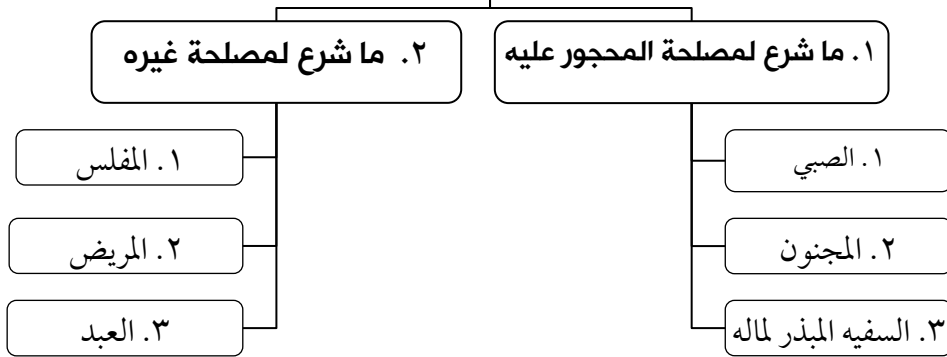 ١. ما شرع لمصلحة المحجور عليه
١. الصبي
٢. المجنون
٣. السفيه المبذر لماله
٢. ما شرع لمصلحة غيره
١. المفلس
٢. المريض
٣. العبد